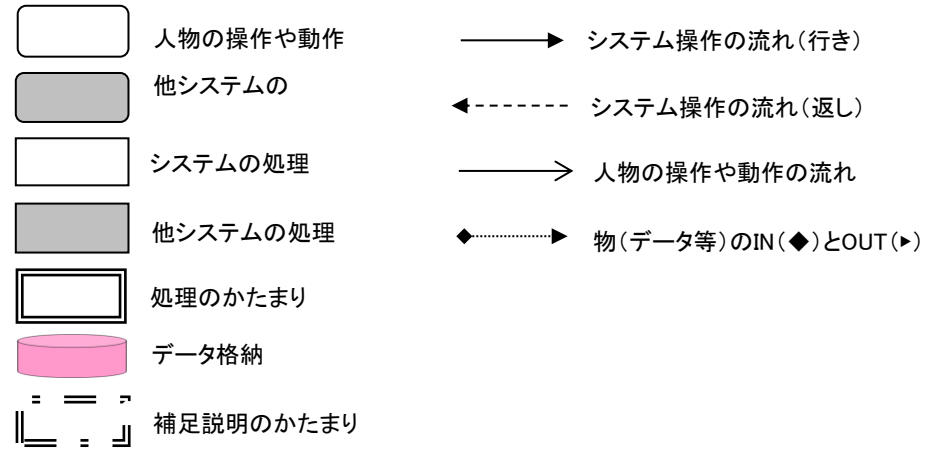 人物の操作や動作
他システムの
システムの処理
他システムの処理
処理のかたまり
データ格納
補足説明のかたまり
システム操作の流れ(行き)
システム操作の流れ(返し)
人物の操作や動作の流れ
物(データ等)のIN(◆)とOUT(▶)